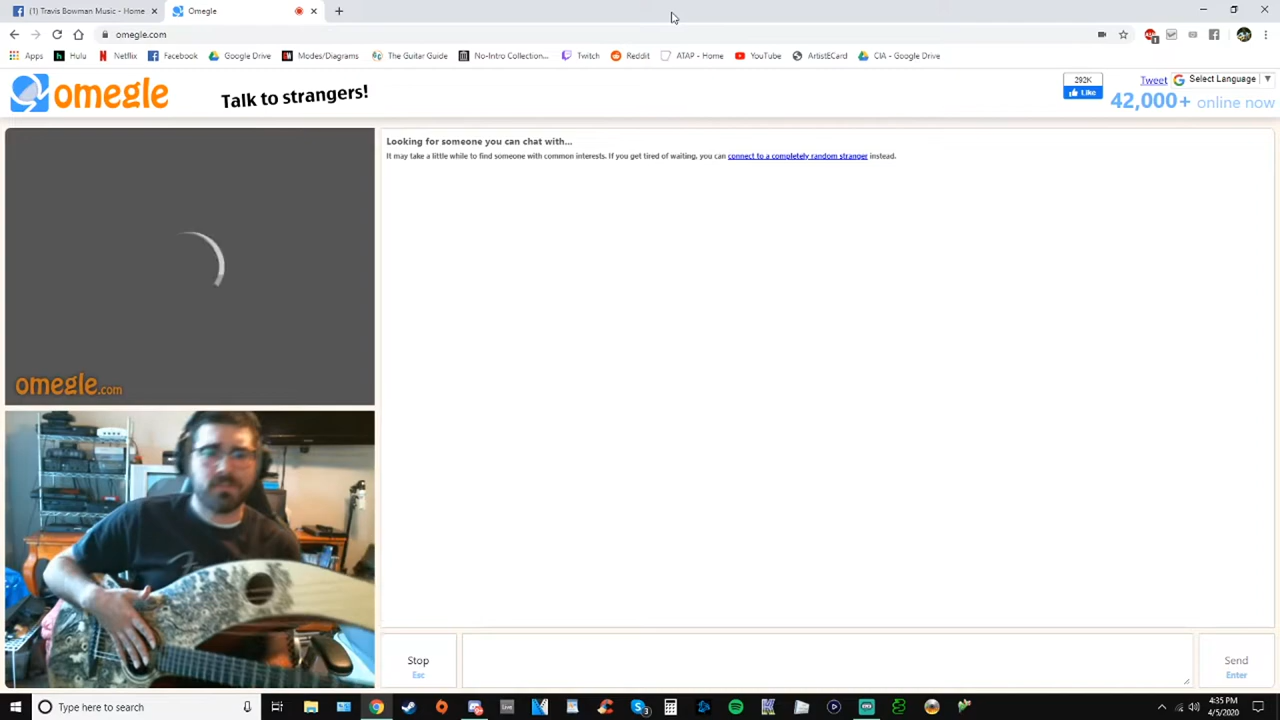 (1) Travis Bowman Music - Home
Omegle
omegle.com
Apps
Hulu
Netflix
Facebook
Google Drive
Modes/Diagrams
The Guitar Guide
No-Intro Collection...
Twitch
Reddit
ATAP - Home
YouTube
ArtistECard
CIA - Google Drive
omegle
Talk to strangers!
292K
Like
Tweet
Select Language
42,000+ online now
Looking for someone you can chat with...
It may take a little while to find someone with common interests. If you get tired of waiting, you can connect to a completely random stranger instead.
omegle.com
Stop
Esc
Send
Enter
Type here to search
Live
3
4:35 PM
4/5/2020